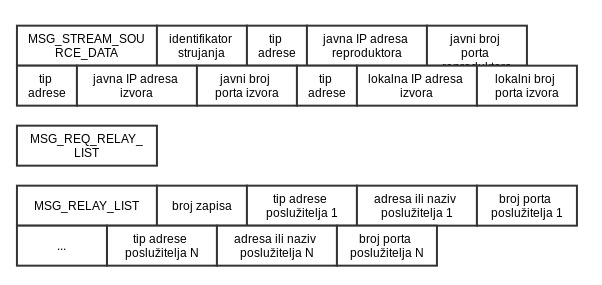 MSG_STREAM_SOU
RCE_DATA
identifikator
strujanja
tip
adrese
javna IP adresa
reproduktora
javni broj
porta
reproduktora
tip
adrese
javna IP adresa
izvora
javni broj
porta izvora
tip
adrese
lokalna IP adresa
izvora
lokalni broj
porta izvora
MSG_REQ_RELAY_
LIST
MSG_RELAY_LIST
broj zapisa
tip adrese
poslužitelja 1
adresa ili naziv
poslužitelja 1
broj porta
poslužitelja 1
...
tip adrese
poslužitelja N
adresa ili naziv
poslužitelja N
broj porta
poslužitelja N